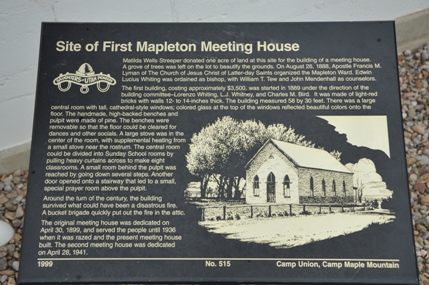 Site of First Mapleton Meeting House
Matilda Wells Streeper donated one acre of land at this site for the building of a meeting house.
A grove of trees was left on the lot to beautify the grounds. On August 26, 1888, Apostle Francis M.
Lyman of The Church of Jesus Christ of Latter-day Saints organized the Mapleton Ward. Edwin
Lucius Whiting was ordained as bishop, with William T. Tew and John Mendenhall as counselors.
The first building, costing approximately $3,500, was started in 1889 under the direction of the
building committee–Lorenzo Whiting, L.J. Whitney, and Charles M. Bird. It was made of light-red
bricks with walls 12- to 14-inches thick. The building measured 58 by 30 feet. There was a large
central room with tall, cathedral-style windows; colored glass at the top of the windows reflected beautiful colors onto the
floor. The handmade, high-backed benches and
pulpit were made of pine. The benches were
removable so that the floor could be cleared for
dances and other socials. A large stove was in the
center of the room, with supplemental heating from
a small stove near the rostrum. The central room
could be divided into Sunday School rooms by
pulling heavy curtains across to make eight
classrooms. A small room behind the pulpit was
reached by going down several steps. Another
door opened onto a stairway that led to a small,
special prayer room above the pulpit.
Around the turn of the century, the building
survived what could have been a disastrous fire.
A bucket brigade quickly put out the fire in the attic.
The original meeting house was dedicated on
April 30, 1899, and served the people until 1936
when it was razed and the present meeting house
built. The second meeting house was dedicated
on April 28, 1941.
1999 No. 515 Camp Union, Camp Maple Mountain